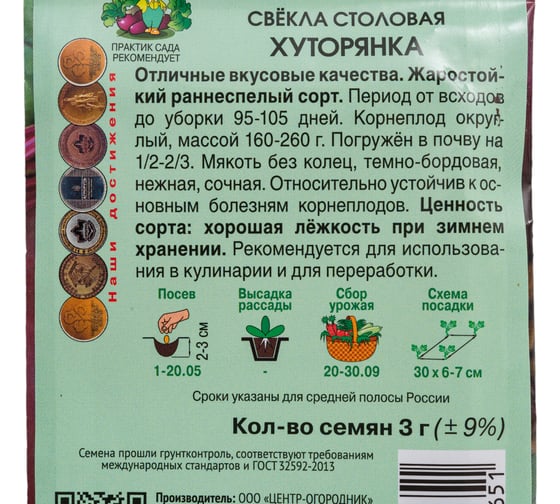 СВЁКЛА СТОЛОВАЯ
ХУТОРЯНКА
ПРАКТИК САДА
РЕКОМЕНДУЕТ
Наши достижения
Отличные вкусовые качества. Жаростой-
кий раннеспелый сорт. Период от всходов
до уборки 95-105 дней. Корнеплод округ-
лый, массой 160-260 г. Погружён в почву на
1/2-2/3. Мякоть без колец, темно-бордовая,
нежная, сочная. Относительно устойчив к ос-
новным болезням корнеплодов. Ценность
сорта: хорошая лёжкость при зимнем
хранении. Рекомендуется для использова-
ния в кулинарии и для переработки.
Посев
2-3 см
1-20.05
Высадка
рассады
-
Сбор
урожая
20-30.09
Схема
посадки
30 х 6-7 см
Сроки указаны для средней полосы России
Кол-во семян 3 г (± 9%)
Семена прошли грунтконтроль, соответствуют требованиям
международных стандартов и ГОСТ 32592-2013
Производитель: ООО "ЦЕНТР-ОГОРОДНИК"